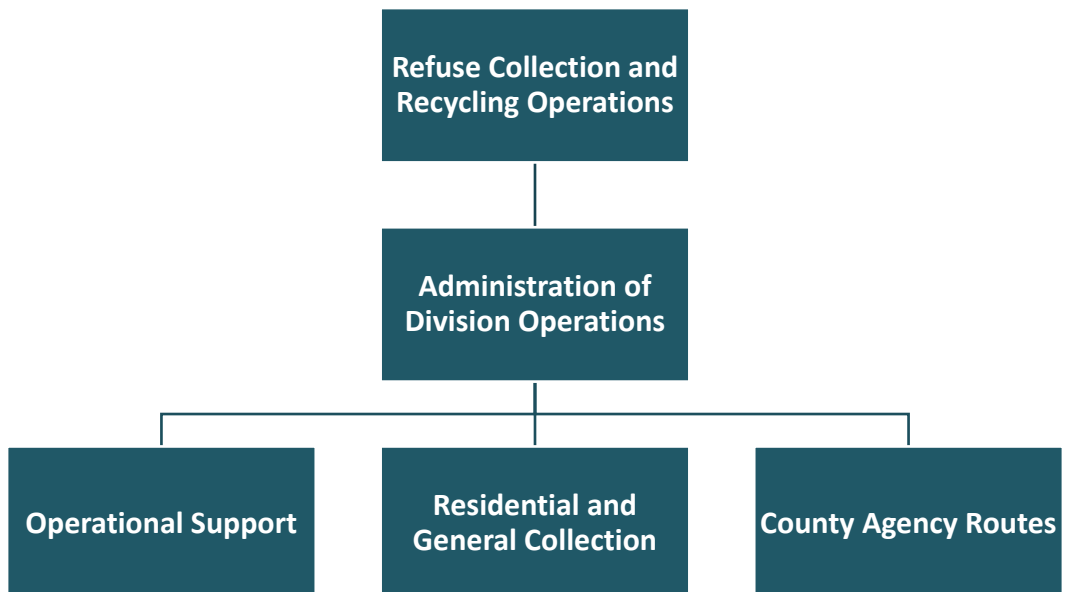 Refuse Collection and
Recycling Operations
Administration of
Division Operations
Operational Support
Residential and
General Collection
County Agency Routes